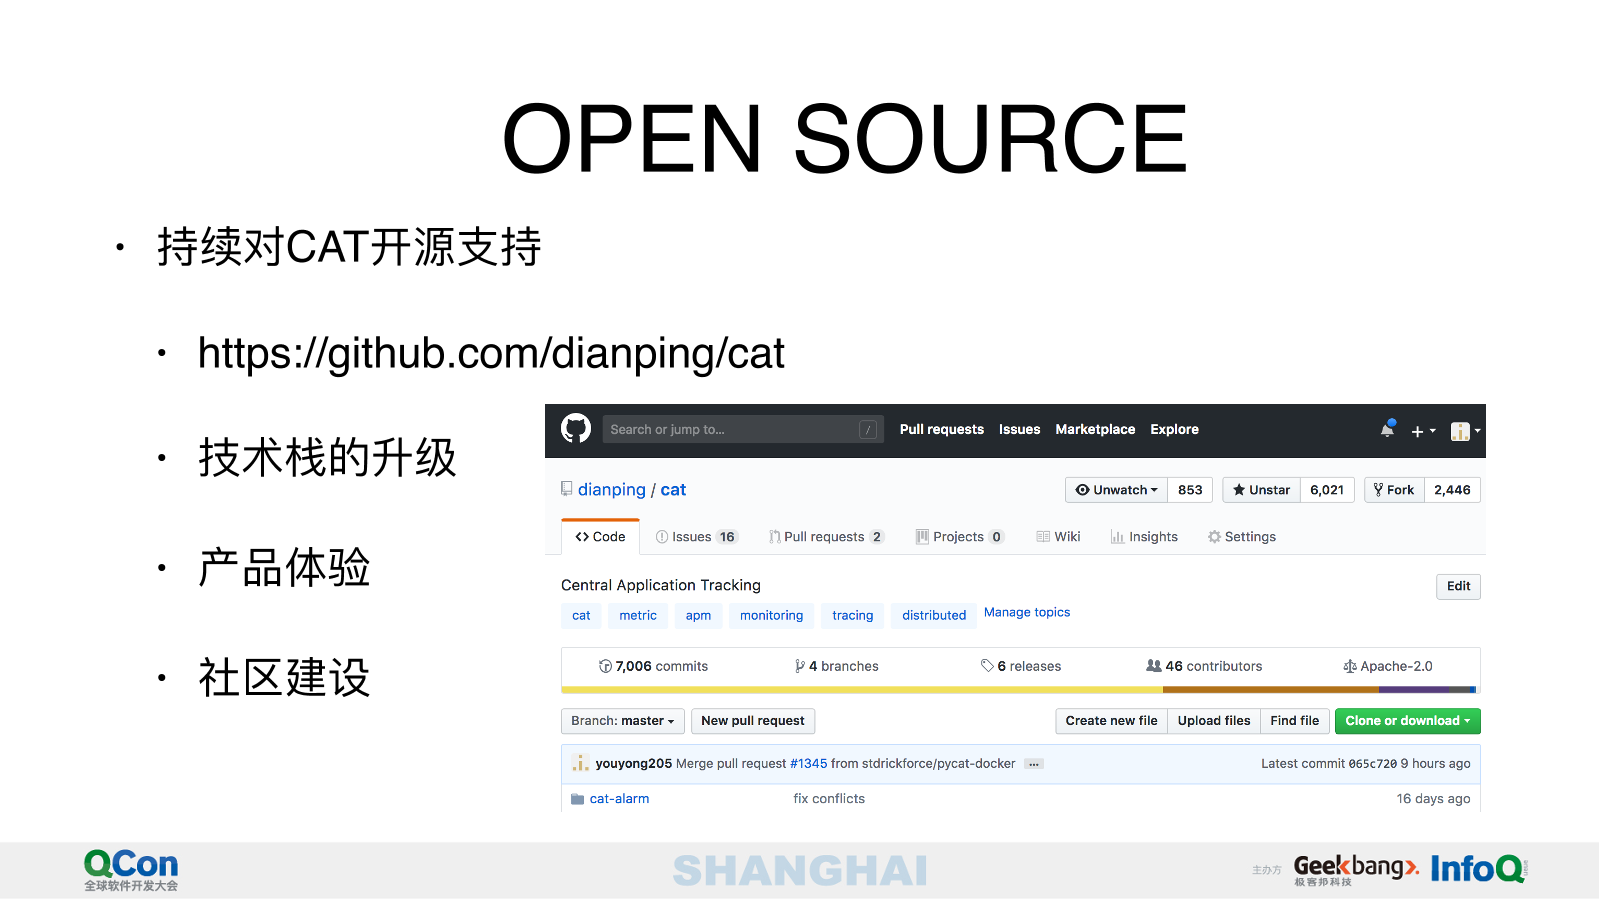 OPEN SOURCE
• 持续对CAT开源支持
• https://github.com/dianping/cat
• 技术栈的升级
• 产品体验
• 社区建设
Search or jump to... / Pull requests Issues Marketplace Explore
dianping / cat Unwatch 853 Unstar 6,021 Fork 2,446
Code Issues 16 Pull requests 2 Projects 0 Wiki Insights Settings
Central Application Tracking Edit
cat metric apm monitoring tracing distributed Manage topics
7,006 commits 4 branches 6 releases 46 contributors Apache-2.0
Branch: master New pull request Create new file Upload files Find file Clone or download
youyong205 Merge pull request #1345 from stdrickforce/pycat-docker ... Latest commit 065c720 9 hours ago
cat-alarm fix conflicts 16 days ago
QCon
全球软件开发大会
SHANGHAI
主办方 Geekbang>.
极客邦科技
InfoQ